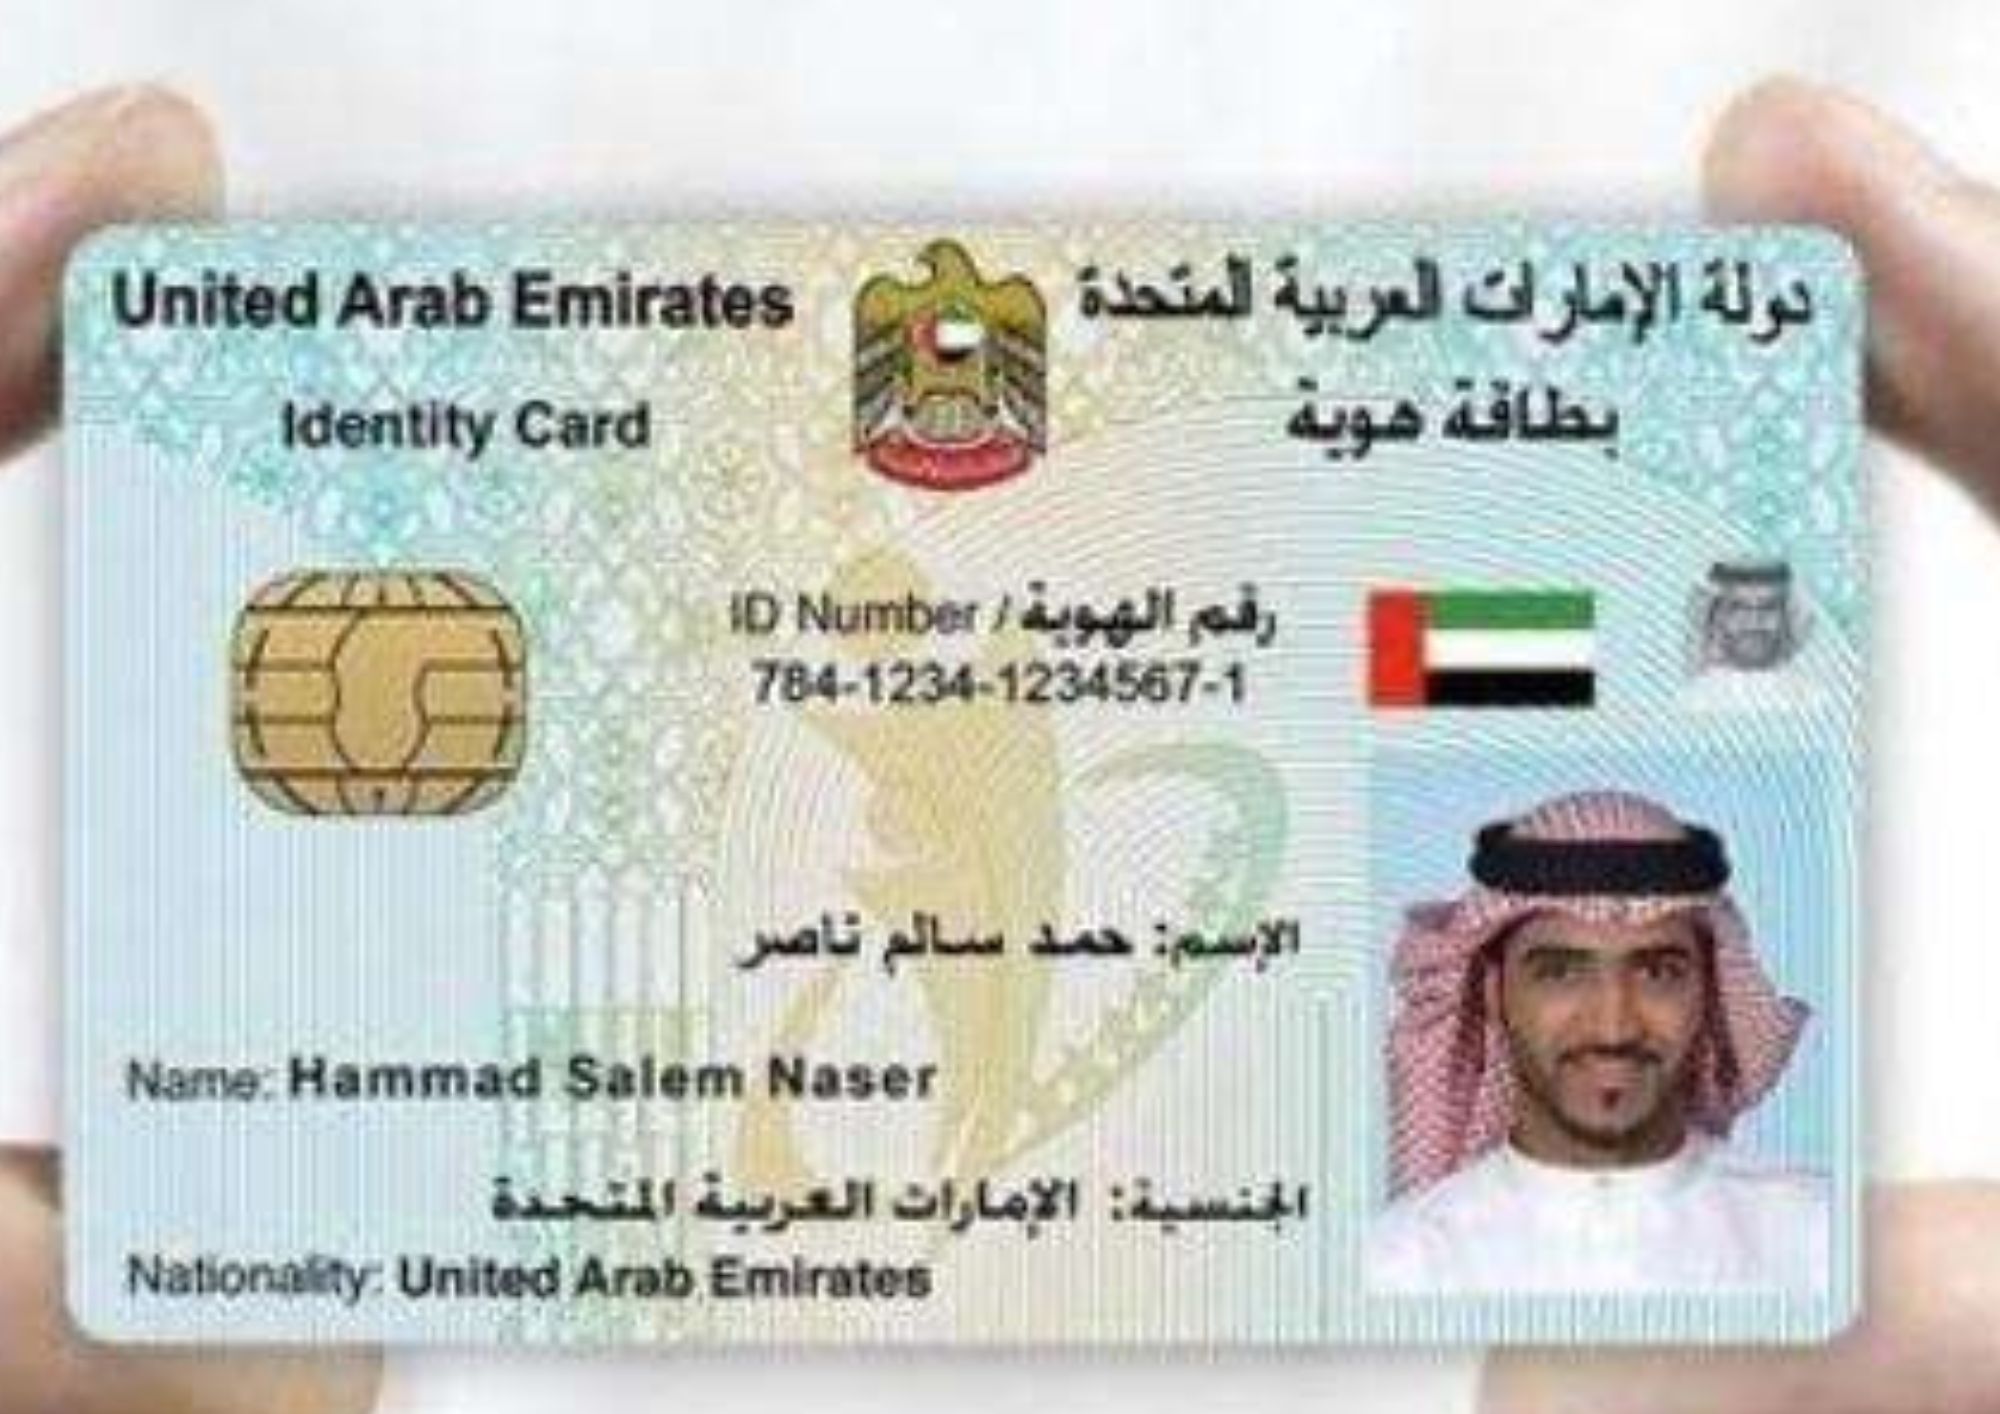 United Arab Emirates
دولة الإمارات العربية المتحدة
Identity Card
بطاقة هوية
ID Number / رقم الهوية
784-1234-1234567-1
الإسم: حمد سالم ناصر
Name: Hammad Salem Naser
الجنسية: الإمارات العربية المتحدة
Nationality: United Arab Emirates